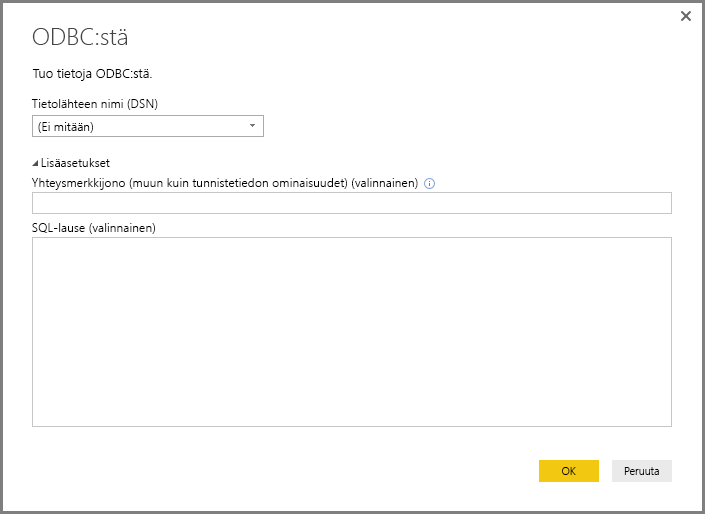 ODBC:stä
Tuo tietoja ODBC:stä.
Tietolähteen nimi (DSN)
(Ei mitään)
Lisäasetukset
Yhteysmerkkijono (muun kuin tunnistetiedon ominaisuudet) (valinnainen)
SQL-lause (valinnainen)
OK
Peruuta